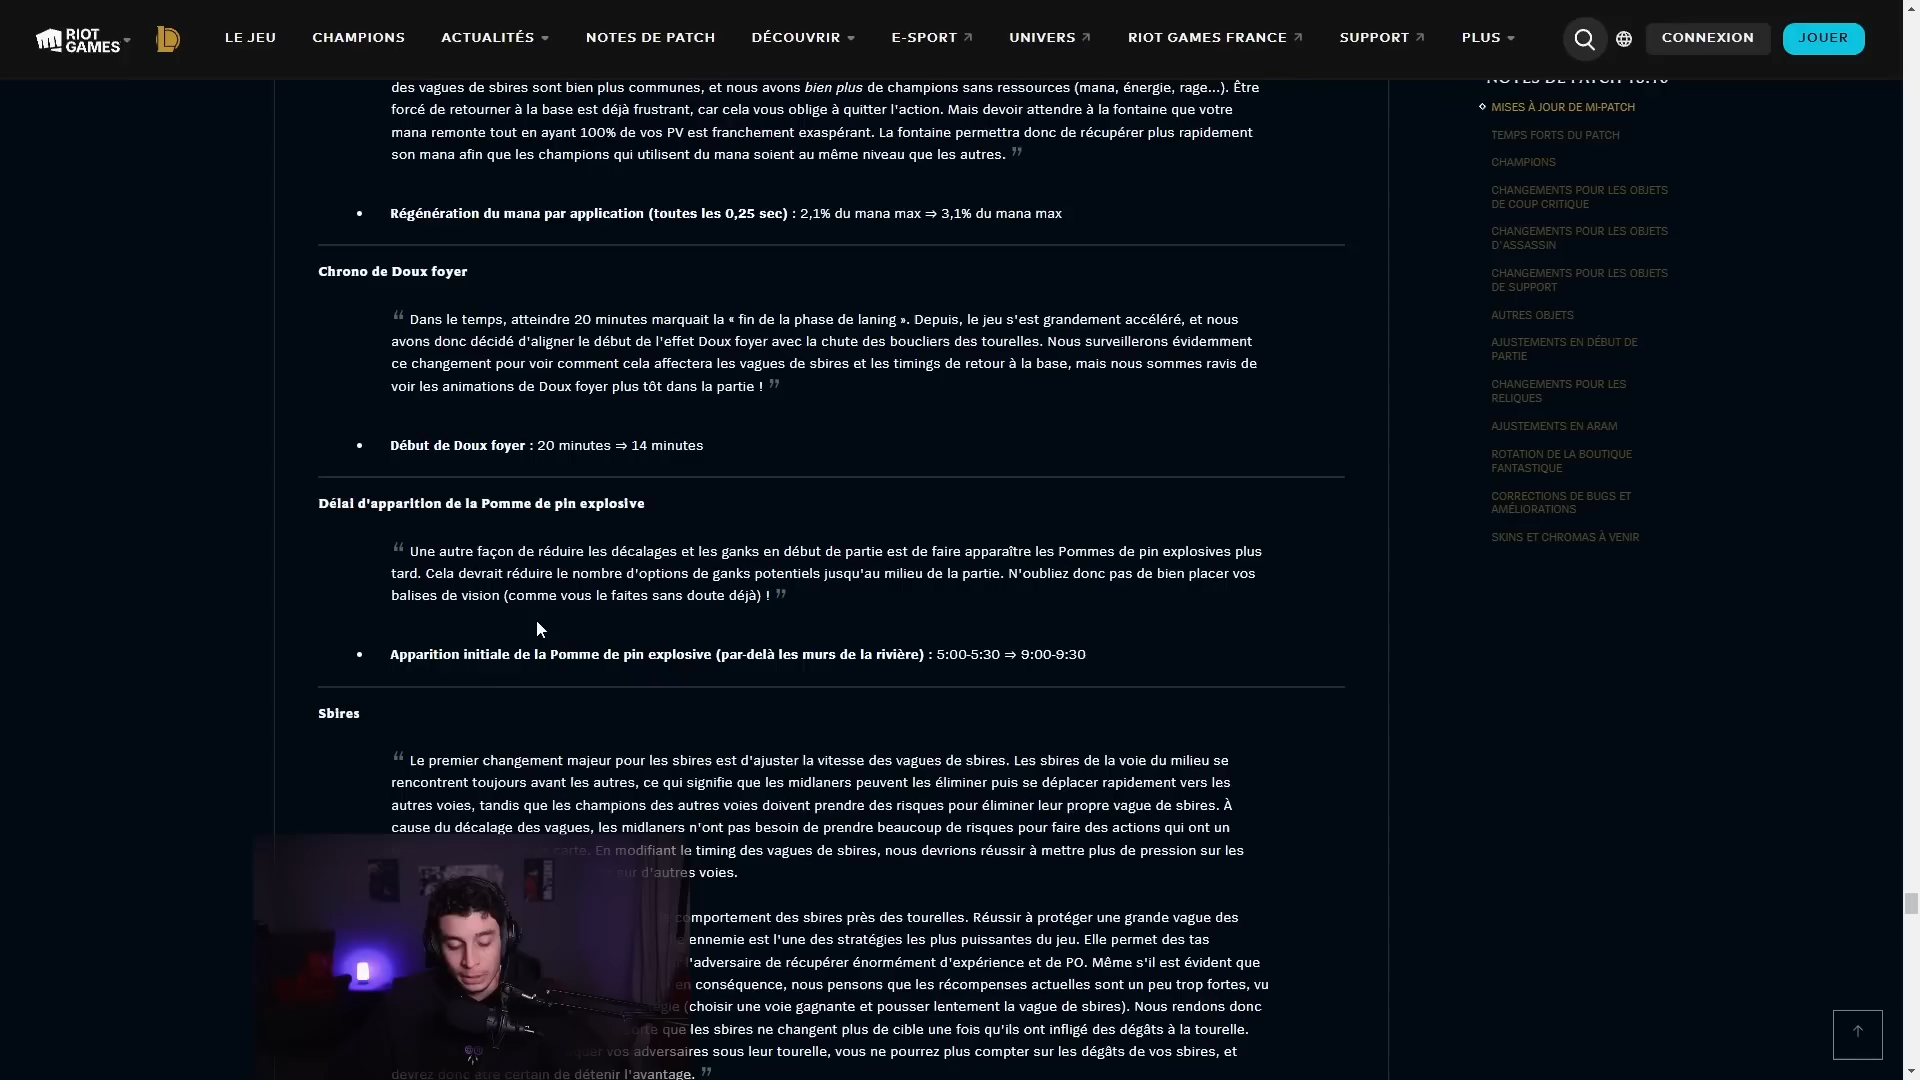 RIOT GAMES
LE JEU
CHAMPIONS
ACTUALITÉS
NOTES DE PATCH
DÉCOUVRIR
E-SPORT
UNIVERS
RIOT GAMES FRANCE
SUPPORT
PLUS
CONNEXION
JOUER
des vagues de sbires sont bien plus communes, et nous avons bien plus de champions sans ressources (mana, énergie, rage...). Être
forcé de retourner à la base est déjà frustrant, car cela vous oblige à quitter l'action. Mais devoir attendre à la fontaine que votre
mana remonte tout en ayant 100% de vos PV est franchement exaspérant. La fontaine permettra donc de récupérer plus rapidement
son mana afin que les champions qui utilisent du mana soient au même niveau que les autres. ”
• Régénération du mana par application (toutes les 0,25 sec) : 2,1% du mana max ⇒ 3,1% du mana max
Chrono de Doux foyer
“ Dans le temps, atteindre 20 minutes marquait la « fin de la phase de laning ». Depuis, le jeu s'est grandement accéléré, et nous
avons donc décidé d'aligner le début de l'effet Doux foyer avec la chute des boucliers des tourelles. Nous surveillerons évidemment
ce changement pour voir comment cela affectera les vagues de sbires et les timings de retour à la base, mais nous sommes ravis de
voir les animations de Doux foyer plus tôt dans la partie ! ”
• Début de Doux foyer : 20 minutes ⇒ 14 minutes
Délai d'apparition de la Pomme de pin explosive
“ Une autre façon de réduire les décalages et les ganks en début de partie est de faire apparaître les Pommes de pin explosives plus
tard. Cela devrait réduire le nombre d'options de ganks potentiels jusqu'au milieu de la partie. N'oubliez donc pas de bien placer vos
balises de vision (comme vous le faites sans doute déjà) ! ”
• Apparition initiale de la Pomme de pin explosive (par-delà les murs de la rivière) : 5:00-5:30 ⇒ 9:00-9:30
Sbires
“ Le premier changement majeur pour les sbires est d'ajuster la vitesse des vagues de sbires. Les sbires de la voie du milieu se
rencontrent toujours avant les autres, ce qui signifie que les midlaners peuvent les éliminer puis se déplacer rapidement vers les
autres voies, tandis que les champions des autres voies doivent prendre des risques pour éliminer leur propre vague de sbires. À
cause du décalage des vagues, les midlaners n'ont pas besoin de prendre beaucoup de risques pour faire des actions qui ont un
carte. En modifiant le timing des vagues de sbires, nous devrions réussir à mettre plus de pression sur les
sur d'autres voies.
comportement des sbires près des tourelles. Réussir à protéger une grande vague des
ennemie est l'une des stratégies les plus puissantes du jeu. Elle permet des tas
l'adversaire de récupérer énormément d'expérience et de PO. Même s'il est évident que
en conséquence, nous pensons que les récompenses actuelles sont un peu trop fortes, vu
(choisir une voie gagnante et pousser lentement la vague de sbires). Nous rendons donc
que les sbires ne changent plus de cible une fois qu'ils ont infligé des dégâts à la tourelle.
vos adversaires sous leur tourelle, vous ne pourrez plus compter sur les dégâts de vos sbires, et
devrez donc être certain de détenir l'avantage. ”
NOTES DE PATCH 13.10
MISES À JOUR DE MI-PATCH
TEMPS FORTS DU PATCH
CHAMPIONS
CHANGEMENTS POUR LES OBJETS
DE COUP CRITIQUE
CHANGEMENTS POUR LES OBJETS
D'ASSASSIN
CHANGEMENTS POUR LES OBJETS
DE SUPPORT
AUTRES OBJETS
AJUSTEMENTS EN DÉBUT DE
PARTIE
CHANGEMENTS POUR LES
RELIQUES
AJUSTEMENTS EN ARAM
ROTATION DE LA BOUTIQUE
FANTASTIQUE
CORRECTIONS DE BUGS ET
AMÉLIORATIONS
SKINS ET CHROMAS À VENIR